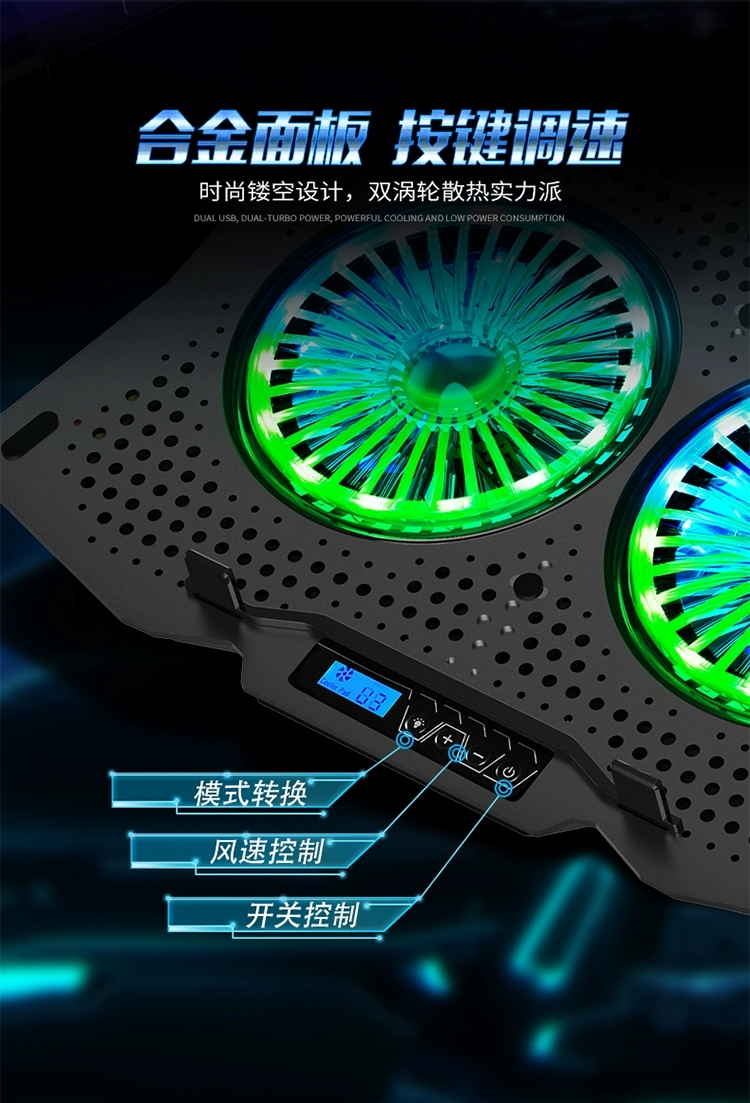 合金面板 按键调速
时尚镂空设计，双涡轮散热实力派
DUAL USB, DUAL-TURBO POWER, POWERFUL COOLING AND LOW POWER CONSUMPTION
Cooler Pad 03
模式转换
风速控制
开关控制